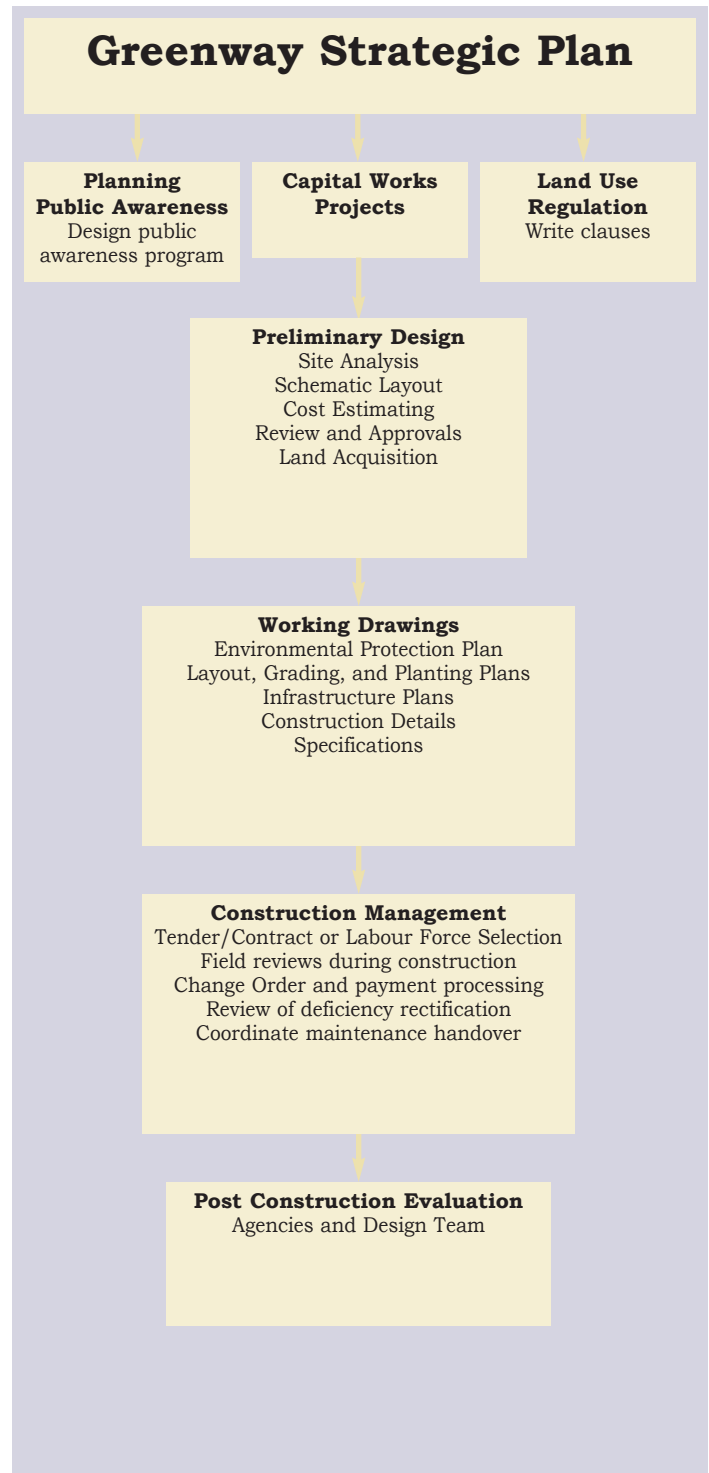 Greenway Strategic Plan
Planning
Public Awareness
Design public
awareness program
Capital Works
Projects
Land Use
Regulation
Write clauses
Preliminary Design
Site Analysis
Schematic Layout
Cost Estimating
Review and Approvals
Land Acquisition
Working Drawings
Environmental Protection Plan
Layout, Grading, and Planting Plans
Infrastructure Plans
Construction Details
Specifications
Construction Management
Tender/Contract or Labour Force Selection
Field reviews during construction
Change Order and payment processing
Review of deficiency rectification
Coordinate maintenance handover
Post Construction Evaluation
Agencies and Design Team